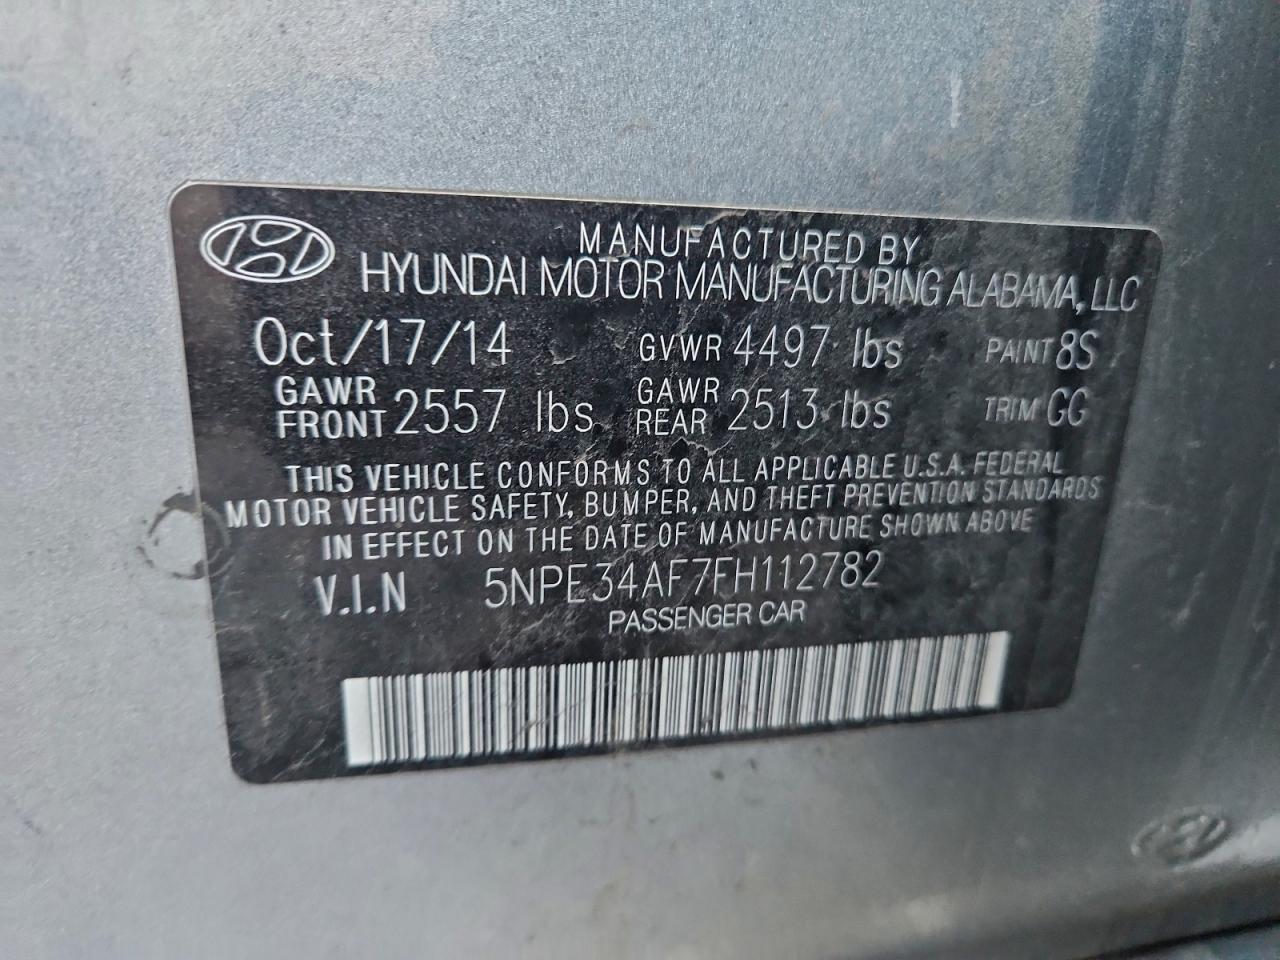 MANUFACTURED BY
HYUNDAI MOTOR MANUFACTURING ALABAMA, LLC
Oct/17/14 GVWR 4497 lbs PAINT 8S
GAWR FRONT 2557 lbs GAWR REAR 2513 lbs TRIM GG
THIS VEHICLE CONFORMS TO ALL APPLICABLE U.S.A. FEDERAL
MOTOR VEHICLE SAFETY, BUMPER, AND THEFT PREVENTION STANDARDS
IN EFFECT ON THE DATE OF MANUFACTURE SHOWN ABOVE
V.I.N 5NPE34AF7FH112782
PASSENGER CAR